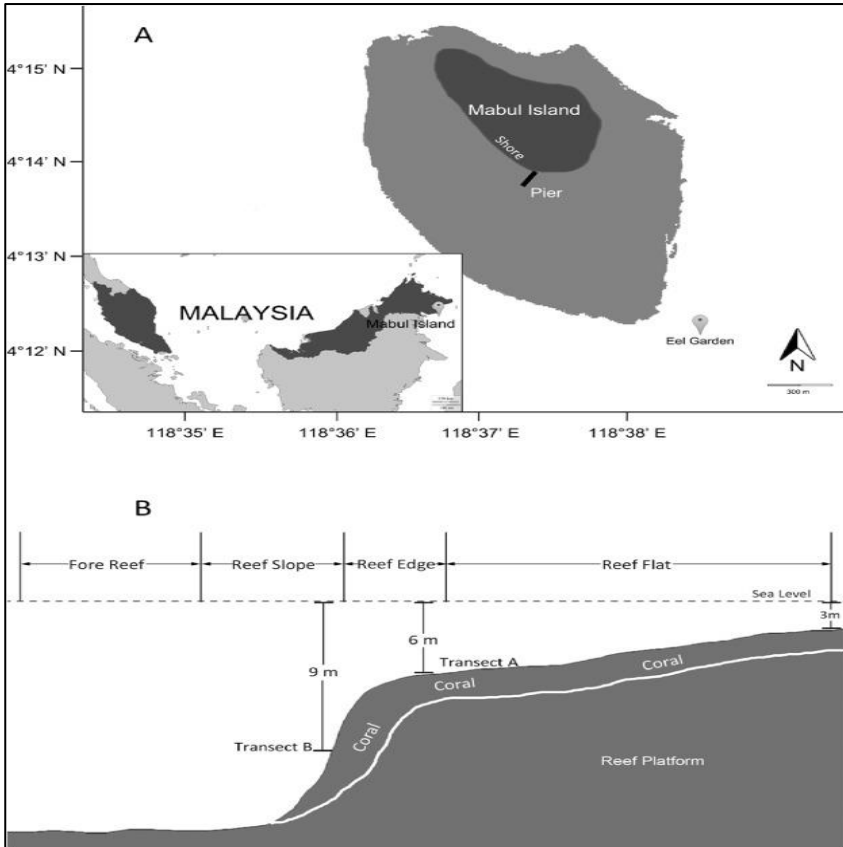 A
4°15' N
Mabul Island
4°14' N
Shore
Pier
4°13' N
MALAYSIA
Mabul Island
4°12' N
Eel Garden
N
300 m
118°35' E
118°36' E
118°37' E
118°38' E
B
Fore Reef
Reef Slope
Reef Edge
Reef Flat
Sea Level
3m
6 m
Transect A
9 m
Coral
Coral
Coral
Transect B
Reef Platform